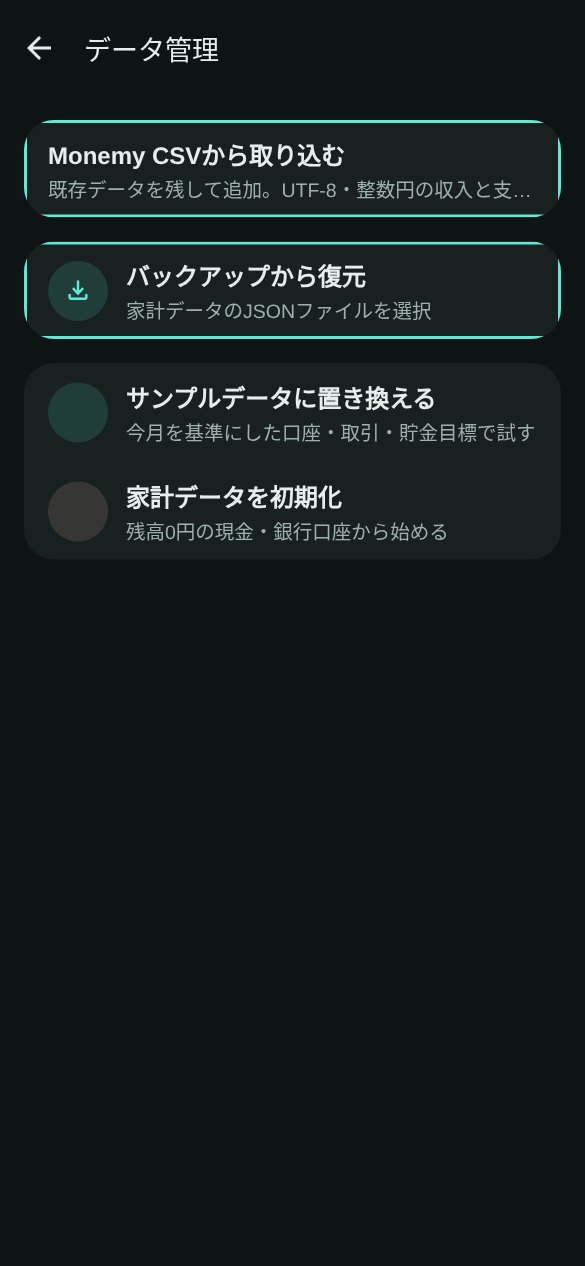 データ管理
Monemy CSVから取り込む
既存データを残して追加。UTF-8・整数円の収入と支…
バックアップから復元
家計データのJSONファイルを選択
サンプルデータに置き換える
今月を基準にした口座・取引・貯金目標で試す
家計データを初期化
残高0円の現金・銀行口座から始める